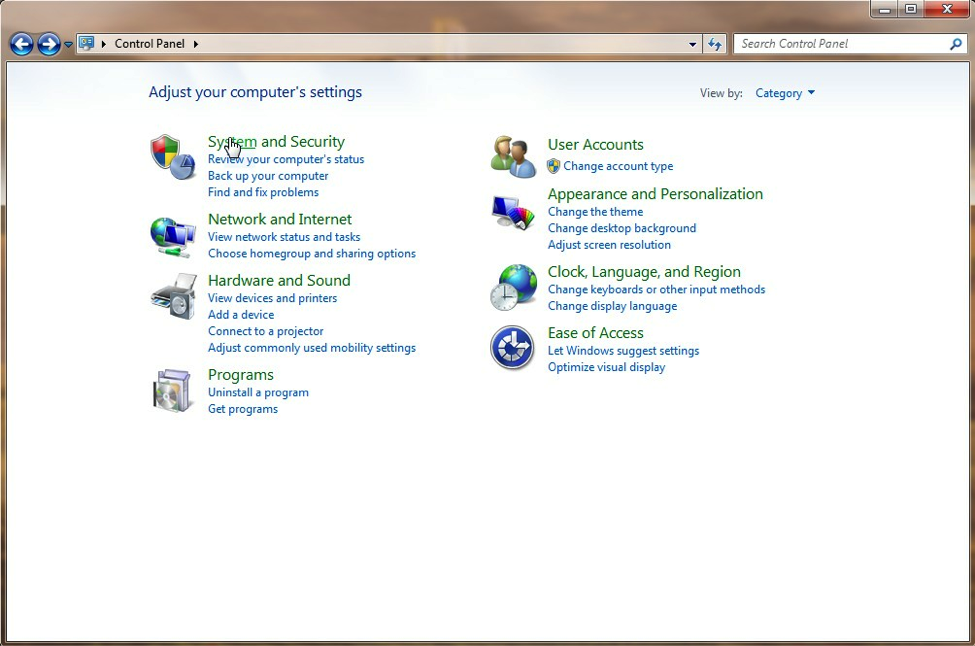 Control Panel
Search Control Panel
Adjust your computer's settings
View by: Category
System and Security
Review your computer's status
Back up your computer
Find and fix problems
Network and Internet
View network status and tasks
Choose homegroup and sharing options
Hardware and Sound
View devices and printers
Add a device
Connect to a projector
Adjust commonly used mobility settings
Programs
Uninstall a program
Get programs
User Accounts
Change account type
Appearance and Personalization
Change the theme
Change desktop background
Adjust screen resolution
Clock, Language, and Region
Change keyboards or other input methods
Change display language
Ease of Access
Let Windows suggest settings
Optimize visual display